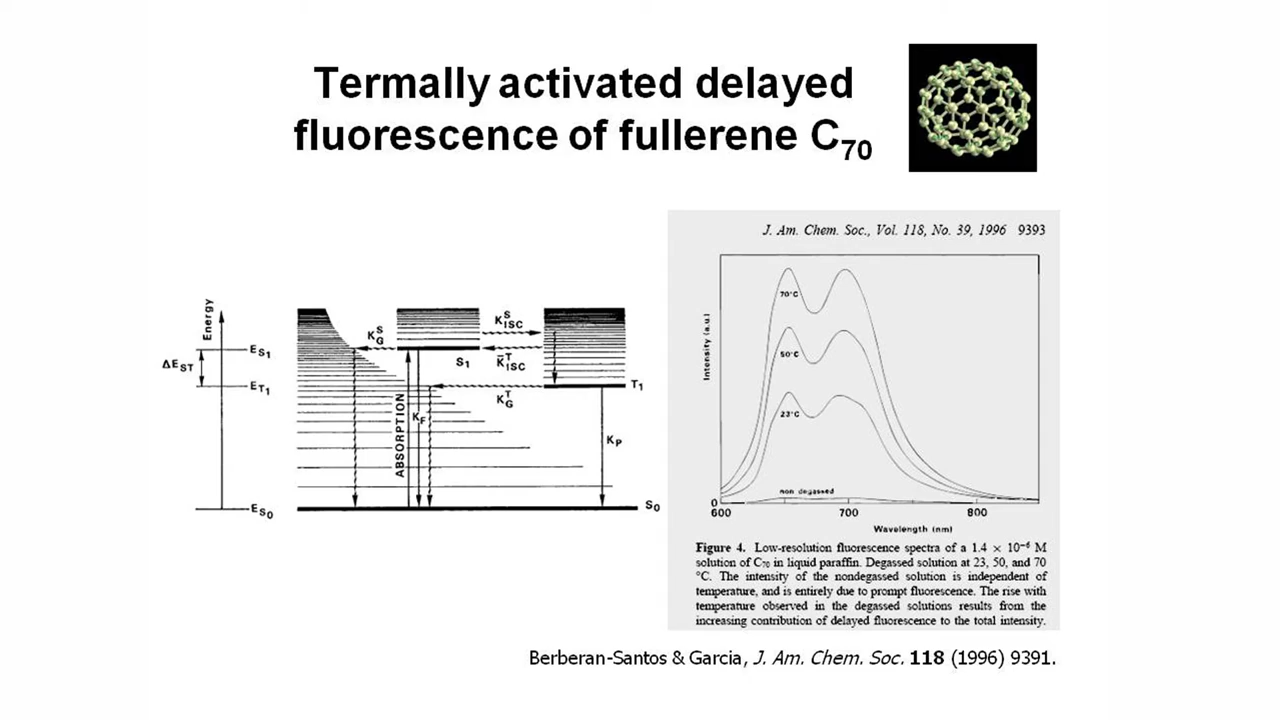 Termally activated delayed
fluorescence of fullerene C₇₀
Energy
ΔE_ST
E_S₁
E_T₁
E_S₀
K_G^S
K_ISC^S
S₁
K̄_ISC^T
T₁
K_G^T
ABSORPTION
K_F
K_P
S₀
J. Am. Chem. Soc., Vol. 118, No. 39, 1996 9393
Intensity (a.u.)
70°C
50°C
23°C
non degassed
0
600
700
800
Wavelength (nm)
Figure 4. Low-resolution fluorescence spectra of a 1.4 × 10⁻⁶ M
solution of C₇₀ in liquid paraffin. Degassed solution at 23, 50, and 70
°C. The intensity of the nondegassed solution is independent of
temperature, and is entirely due to prompt fluorescence. The rise with
temperature observed in the degassed solutions results from the
increasing contribution of delayed fluorescence to the total intensity.
Berberan-Santos & Garcia, J. Am. Chem. Soc. 118 (1996) 9391.